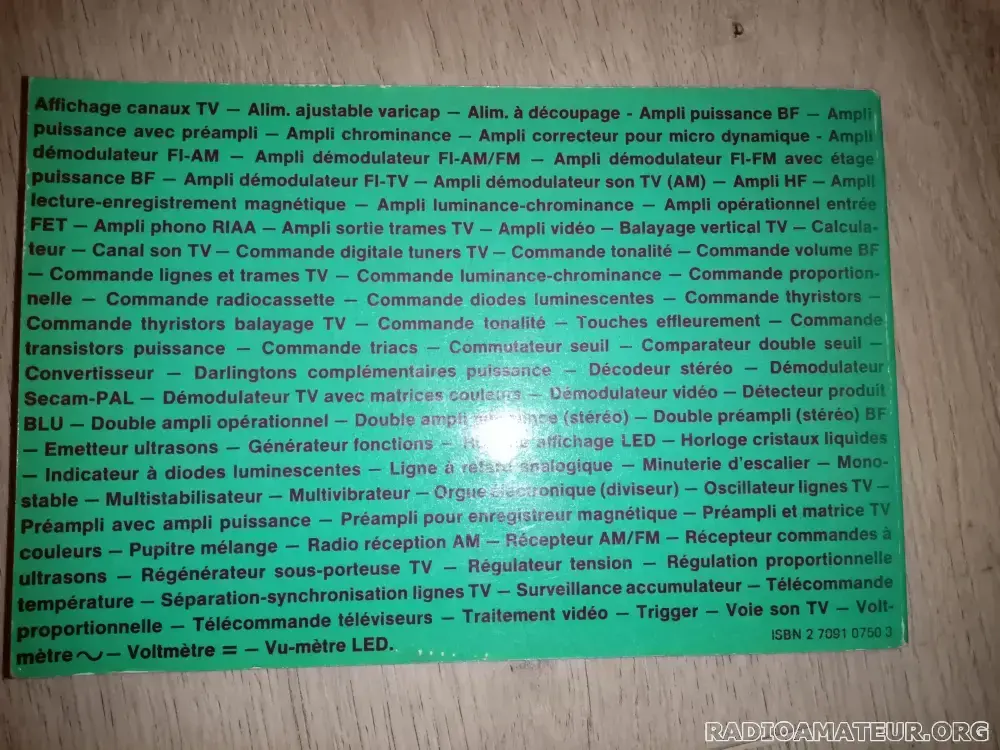 Affichage canaux TV — Alim. ajustable varicap — Alim. à découpage - Ampli puissance BF — Ampli
puissance avec préampli — Ampli chrominance — Ampli correcteur pour micro dynamique - Ampli
démodulateur FI-AM — Ampli démodulateur FI-AM/FM — Ampli démodulateur FI-FM avec étage
puissance BF — Ampli démodulateur FI-TV — Ampli démodulateur son TV (AM) — Ampli HF — Ampli
lecture-enregistrement magnétique — Ampli luminance-chrominance — Ampli opérationnel entrée
FET — Ampli phono RIAA — Ampli sortie trames TV — Ampli vidéo — Balayage vertical TV — Calcula-
teur — Canal son TV — Commande digitale tuners TV — Commande tonalité — Commande volume BF
— Commande lignes et trames TV — Commande luminance-chrominance — Commande proportion-
nelle — Commande radiocassette — Commande diodes luminescentes — Commande thyristors —
Commande thyristors balayage TV — Commande tonalité — Touches effleurement — Commande
transistors puissance — Commande triacs — Commutateur seuil — Comparateur double seuil —
Convertisseur — Darlingtons complémentaires puissance — Décodeur stéréo — Démodulateur
Secam-PAL — Démodulateur TV avec matrices couleurs — Démodulateur vidéo — Détecteur produit
BLU — Double ampli opérationnel — Double ampli (stéréo) — Double préampli (stéréo) BF
— Emetteur ultrasons — Générateur fonctions — affichage LED — Horloge cristaux liquides
— Indicateur à diodes luminescentes — Ligne à retard analogique — Minuterie d'escalier — Mono-
stable — Multistabilisateur — Multivibrateur — Orgue électronique (diviseur) — Oscillateur lignes TV —
Préampli avec ampli puissance — Préampli pour enregistreur magnétique — Préampli et matrice TV
couleurs — Pupitre mélange — Radio réception AM — Récepteur AM/FM — Récepteur commandes à
ultrasons — Régénérateur sous-porteuse TV — Régulateur tension — Régulation proportionnelle
température — Séparation-synchronisation lignes TV — Surveillance accumulateur — Télécommande
proportionnelle — Télécommande téléviseurs — Traitement vidéo — Trigger — Voie son TV — Volt-
mètre ∼ — Voltmètre = — Vu-mètre LED.
ISBN 2 7091 0750 3
RADIOAMATEUR.ORG